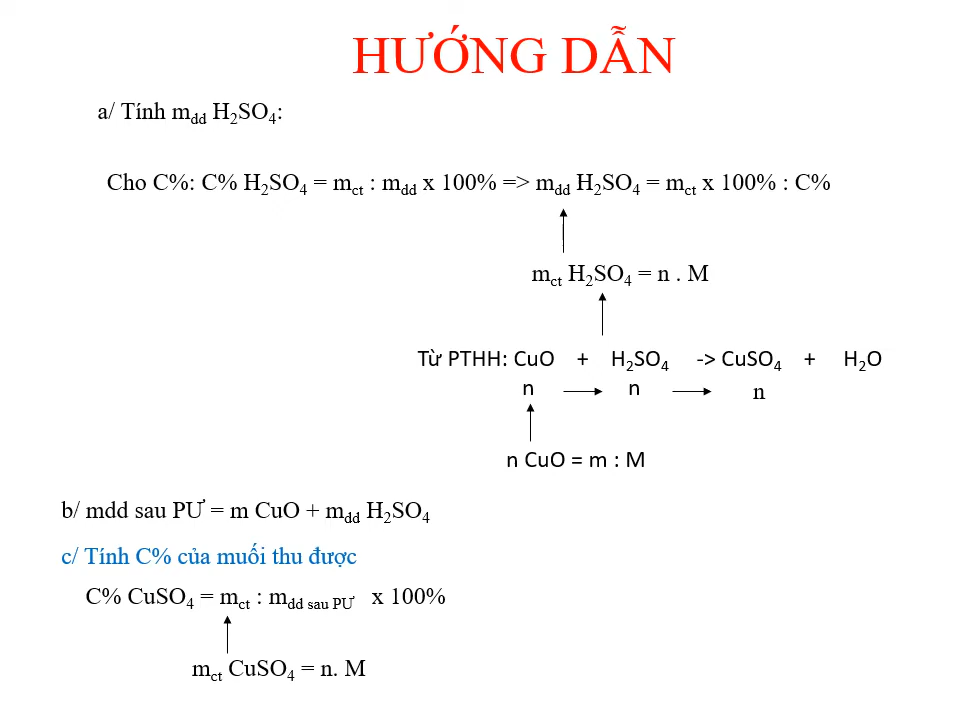 HƯỚNG DẪN
a/ Tính mdd H2SO4:
Cho C%: C% H2SO4 = mct : mdd x 100% => mdd H2SO4 = mct x 100% : C%
mct H2SO4 = n . M
Từ PTHH: CuO + H2SO4 -> CuSO4 + H2O
n n n
n CuO = m : M
b/ mdd sau PƯ = m CuO + mdd H2SO4
c/ Tính C% của muối thu được
C% CuSO4 = mct : mdd sau PƯ x 100%
mct CuSO4 = n. M